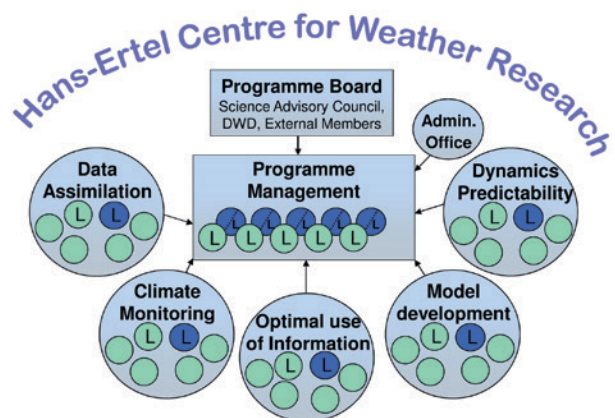 Hans-Ertel Centre for Weather Research
Programme Board
Science Advisory Council,
DWD, External Members
Admin.
Office
Data
Assimilation
L L
Programme
Management
L L L L L
L L L L L
Dynamics
Predictability
L L
Climate
Monitoring
L L
Optimal use
of Information
L L
Model
development
L L